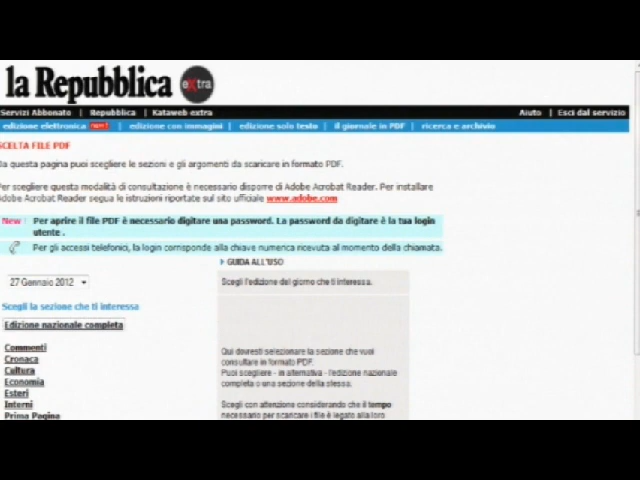 la Repubblica extra
Servizi Abbonato | Repubblica | Kataweb extra Aiuto | Esci dal servizio
edizione elettronica new! | edizione con immagini | edizione solo testo | il giornale in PDF | ricerca e archivio
SCELTA FILE PDF
Da questa pagina puoi scegliere le sezioni e gli argomenti da scaricare in formato PDF.
Per scegliere questa modalità di consultazione è necessario disporre di Adobe Acrobat Reader. Per installare
Adobe Acrobat Reader segua le istruzioni riportate sul sito ufficiale www.adobe.com
New ! Per aprire il file PDF è necessario digitare una password. La password da digitare è la tua login
utente .
Per gli accessi telefonici, la login corrisponde alla chiave numerica ricevuta al momento della chiamata.
GUIDA ALL'USO
27 Gennaio 2012
Scegli l'edizione del giorno che ti interessa.
Scegli la sezione che ti interessa
Edizione nazionale completa
Commenti
Cronaca
Cultura
Economia
Esteri
Interni
Prima Pagina
Qui dovresti selezionare la sezione che vuoi
consultare in formato PDF.
Puoi scegliere - in alternativa - l'edizione nazionale
completa o una sezione della stessa.
Scegli con attenzione considerando che il tempo
necessario per scaricare i file è legato alla loro